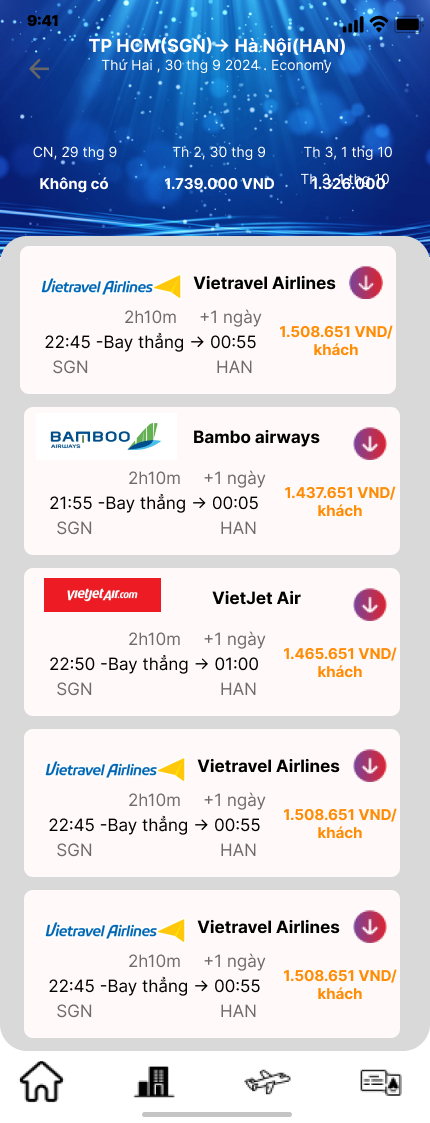 9:41
TP HCM(SGN)→ Hà Nội(HAN)
Thứ Hai , 30 thg 9 2024 . Economy
CN, 29 thg 9
Th 2, 30 thg 9
Th 3, 1 thg 10
Không có
1.739.000 VND
Th 3, 1 thg 10
1.326.000
Vietravel Airlines
Vietravel Airlines
2h10m +1 ngày
22:45 -Bay thẳng → 00:55
SGN HAN
1.508.651 VND/
khách
BAMBOO
AIRWAYS
Bambo airways
2h10m +1 ngày
21:55 -Bay thẳng → 00:05
SGN HAN
1.437.651 VND/
khách
vietjetAir.com
VietJet Air
2h10m +1 ngày
22:50 -Bay thẳng → 01:00
SGN HAN
1.465.651 VND/
khách
Vietravel Airlines
Vietravel Airlines
2h10m +1 ngày
22:45 -Bay thẳng → 00:55
SGN HAN
1.508.651 VND/
khách
Vietravel Airlines
Vietravel Airlines
2h10m +1 ngày
22:45 -Bay thẳng → 00:55
SGN HAN
1.508.651 VND/
khách